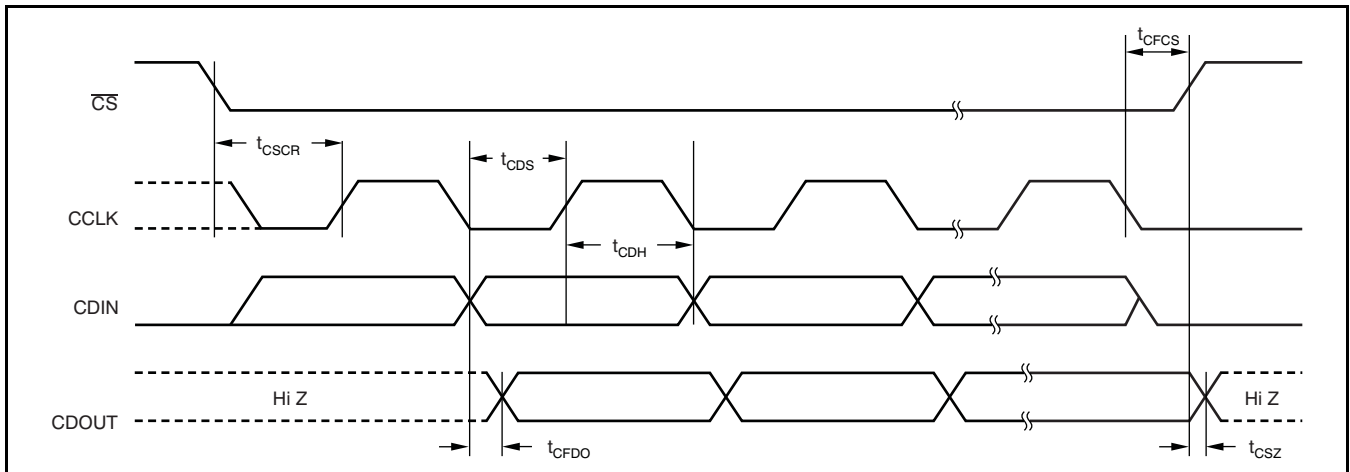 tCFCS
CS
tCSCR
tCDS
CCLK
tCDH
CDIN
Hi Z
Hi Z
CDOUT
tCFDO
tCSZ